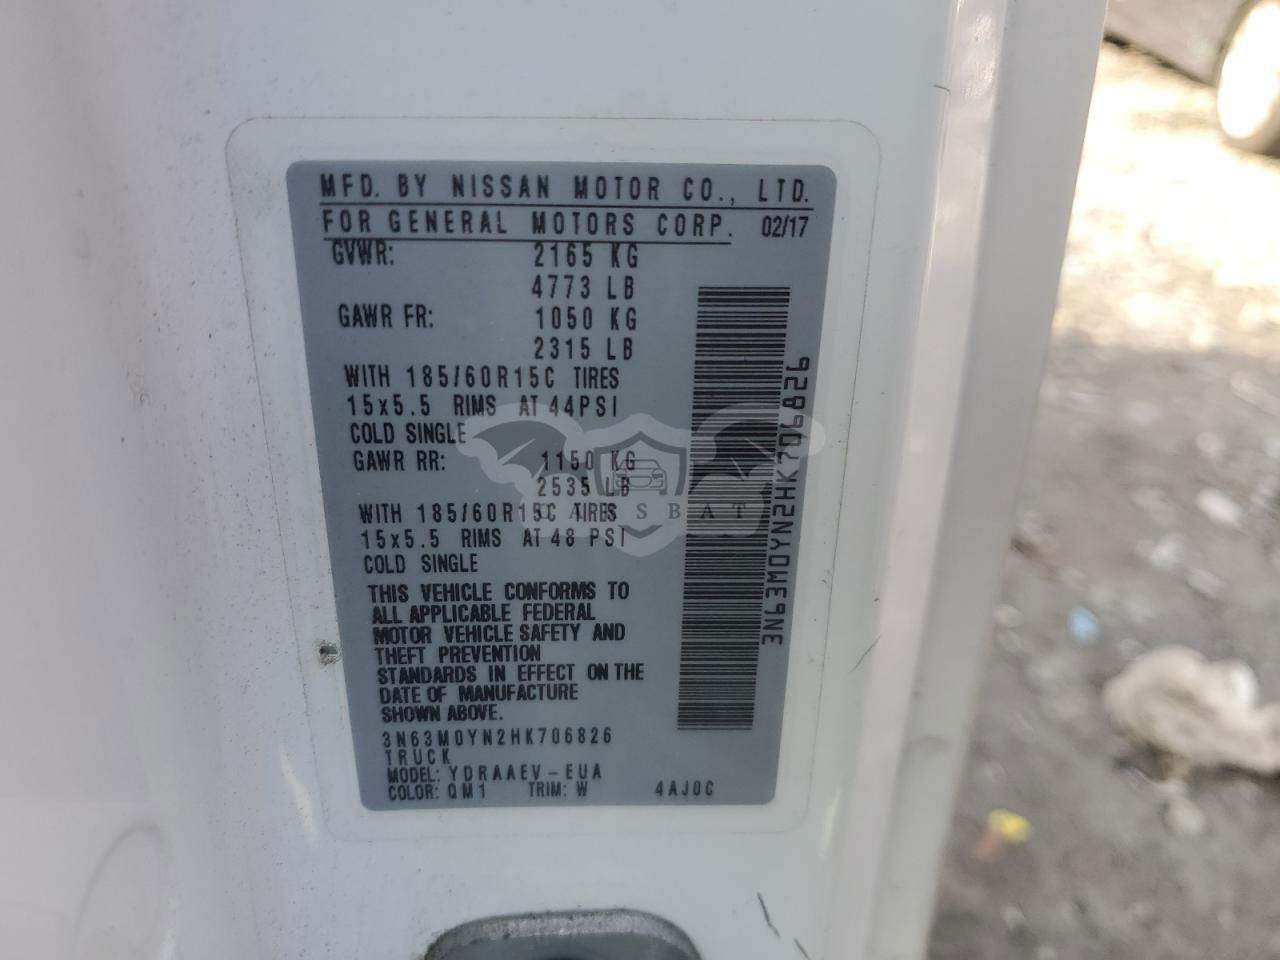 MFD. BY NISSAN MOTOR CO., LTD.
FOR GENERAL MOTORS CORP. 02/17
GVWR: 2165 KG
4773 LB
GAWR FR: 1050 KG
2315 LB
WITH 185/60R15C TIRES
15x5.5 RIMS AT 44PSI
COLD SINGLE
GAWR RR: 1150 KG
2535 LB
WITH 185/60R15C TIRES
15x5.5 RIMS AT 48 PSI
COLD SINGLE
THIS VEHICLE CONFORMS TO
ALL APPLICABLE FEDERAL
MOTOR VEHICLE SAFETY AND
THEFT PREVENTION
STANDARDS IN EFFECT ON THE
DATE OF MANUFACTURE
SHOWN ABOVE.
3N63M0YN2HK706826
TRUCK
MODEL: YDRAAEV-EUA
COLOR: QM1 TRIM: W 4AJ0C
3N63M0YN2HK706826